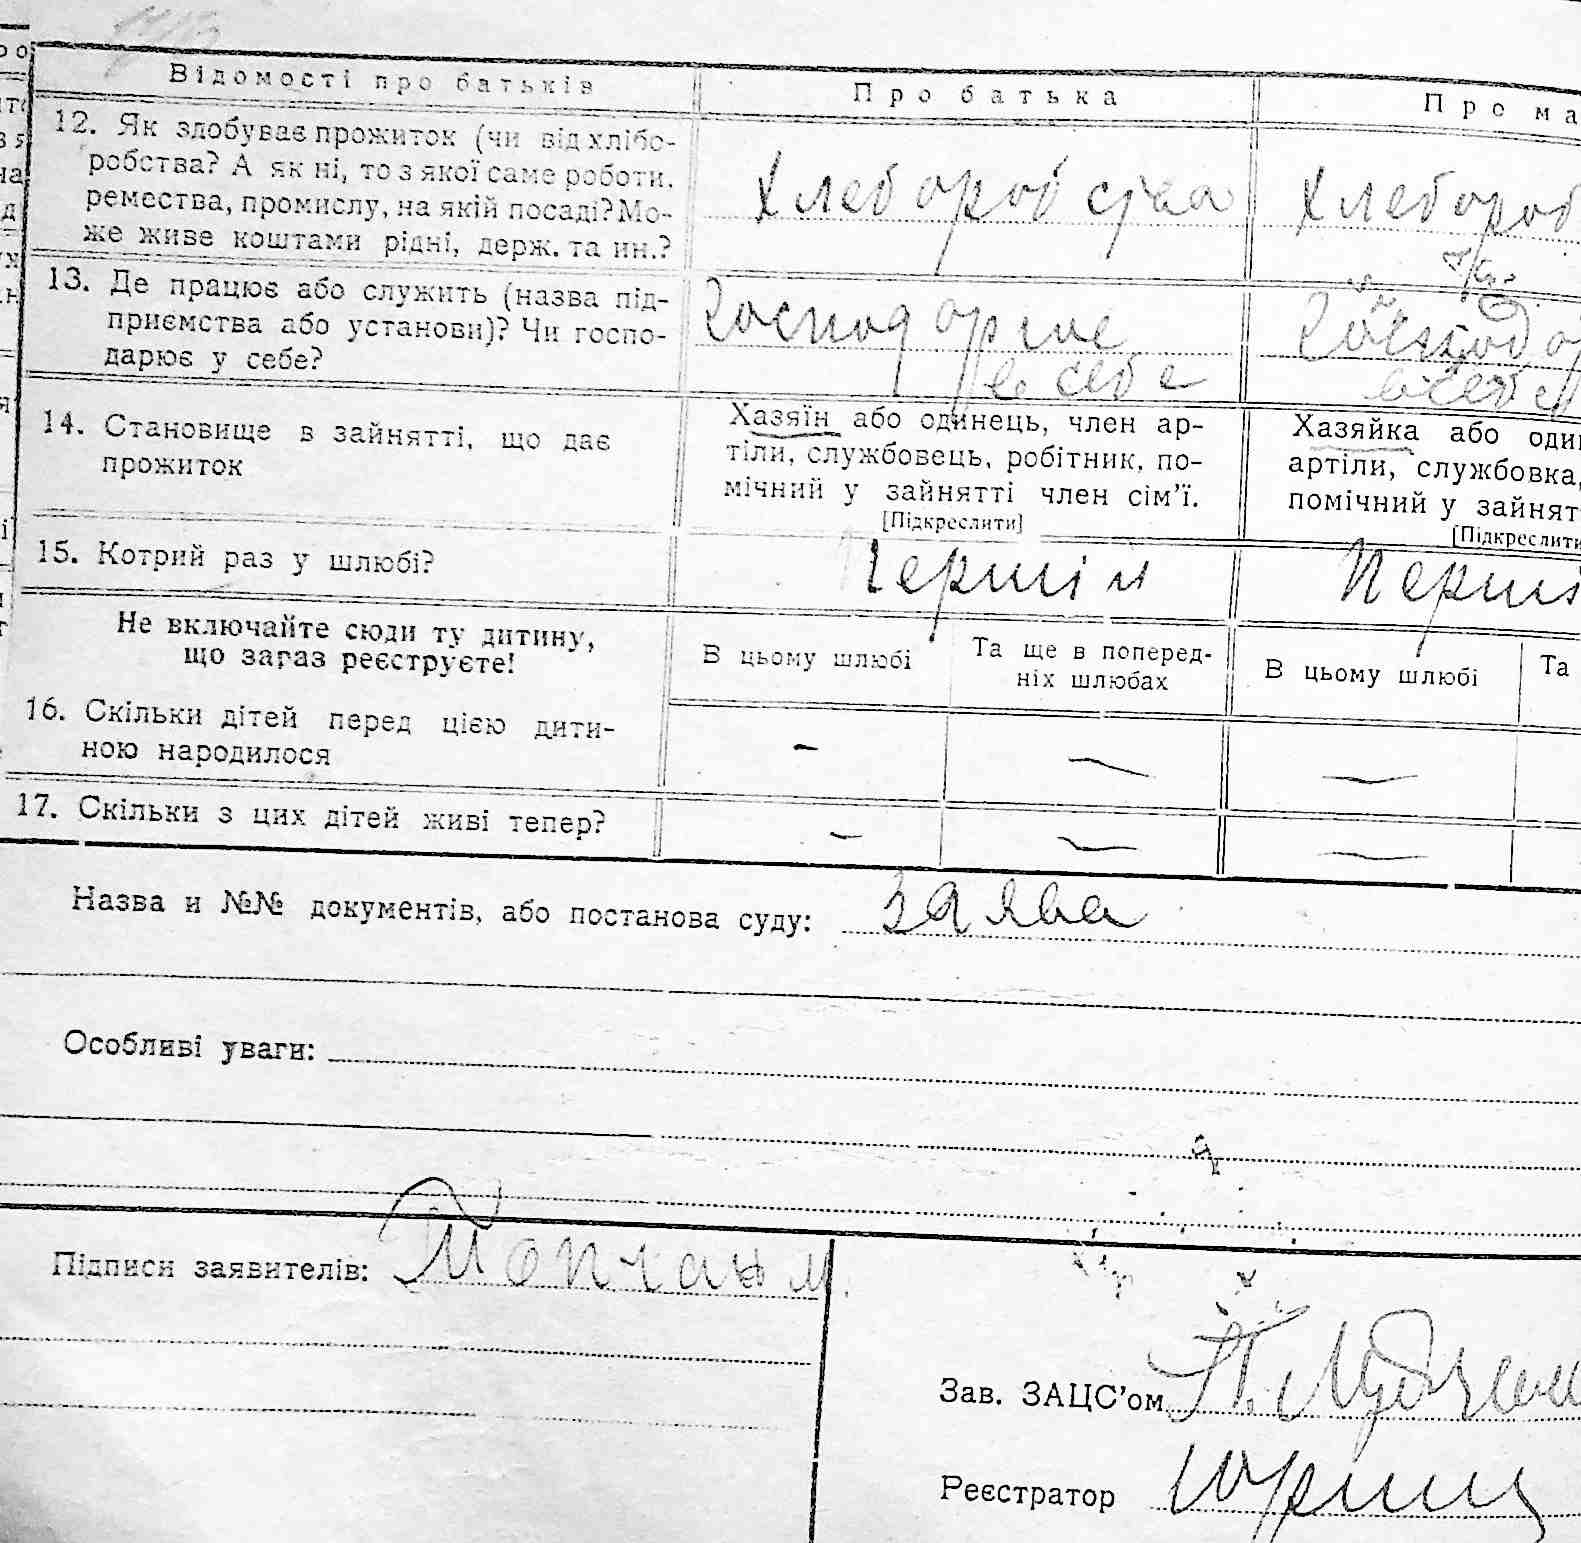 Відомості про батьків
Про батька
Про ма
12. Як здобуває прожиток (чи від хлібо-
робства? А як ні, то з якої саме роботи,
ремества, промислу, на якій посаді? Мо-
же живе коштами рідні, держ. та ин.?
Хлеборобства
Хлебороб
13. Де працює або служить (назва під-
приємства або установи)? Чи госпо-
дарює у себе?
Господорює
в себе
Господор
в себе
14. Становище в зайнятті, що дає
прожиток
Хазяїн або одинець, член ар-
тіли, службовець, робітник, по-
мічний у зайнятті член сім'ї.
[Підкреслити]
Хазяйка або оди
артіли, службовка,
помічний у зайнят
[Підкреслити
15. Котрий раз у шлюбі?
Першім
Перші
Не включайте сюди ту дитину,
що зараз реєструєте!
В цьому шлюбі
Та ще в поперед-
ніх шлюбах
В цьому шлюбі
Та
16. Скільки дітей перед цією дити-
ною народилося
–
–
–
17. Скільки з цих дітей живі тепер?
–
–
–
Назва и №№ документів, або постанова суду: заява
Особливі уваги:
Підписи заявителів:
Зав. ЗАЦС'ом
Реєстратор